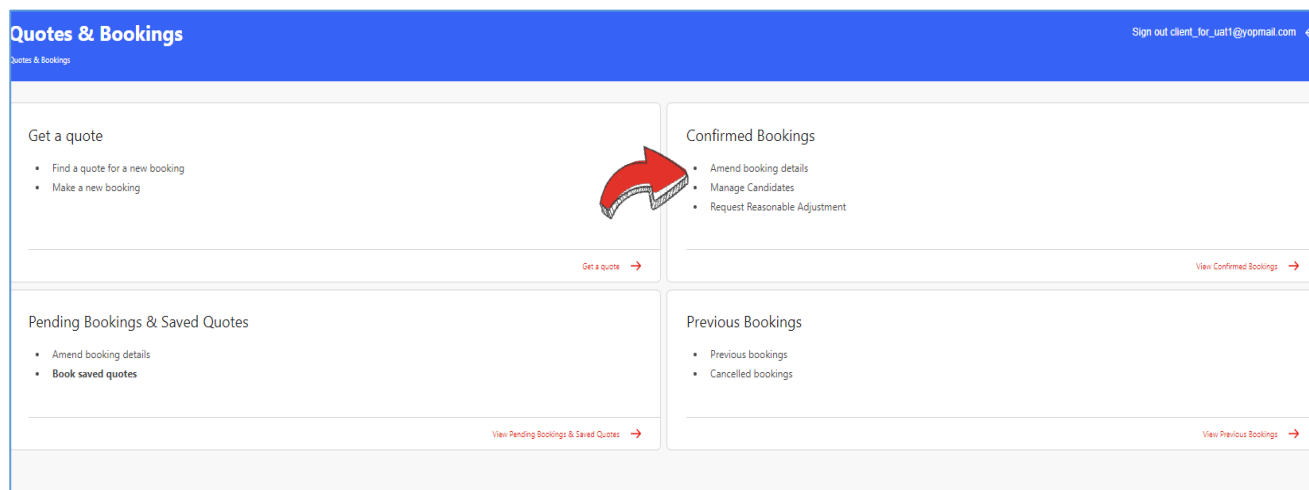 Quotes & Bookings
Sign out client_for_uat1@yopmail.com
Quotes & Bookings
Get a quote
• Find a quote for a new booking
• Make a new booking
Get a quote →
Confirmed Bookings
• Amend booking details
• Manage Candidates
• Request Reasonable Adjustment
View Confirmed Bookings →
Pending Bookings & Saved Quotes
• Amend booking details
• Book saved quotes
View Pending Bookings & Saved Quotes →
Previous Bookings
• Previous bookings
• Cancelled bookings
View Previous Bookings →